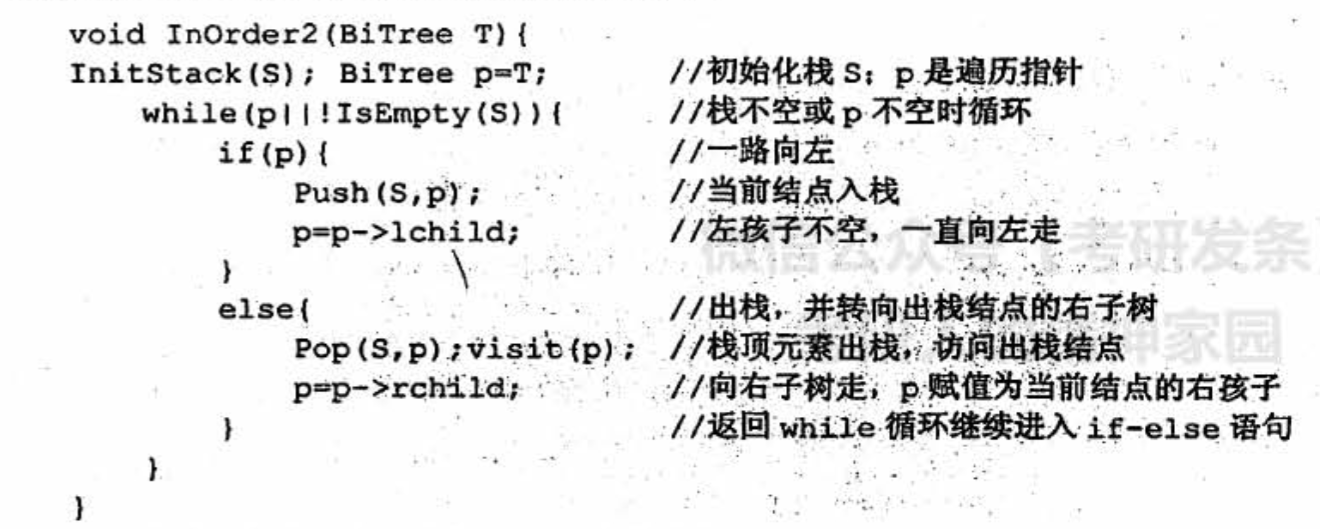 void InOrder2(BiTree T){
InitStack(S); BiTree p=T; //初始化栈 S；p 是遍历指针
while(p||!IsEmpty(S)){ //栈不空或 p 不空时循环
if(p){ //一路向左
Push(S,p); //当前结点入栈
p=p->lchild; //左孩子不空，一直向左走
}
else{ //出栈，并转向出栈结点的右子树
Pop(S,p);visit(p); //栈顶元素出栈，访问出栈结点
p=p->rchild; //向右子树走，p 赋值为当前结点的右孩子
} //返回 while 循环继续进入 if-else 语句
}
}
微信公众号【考研发条
神家园